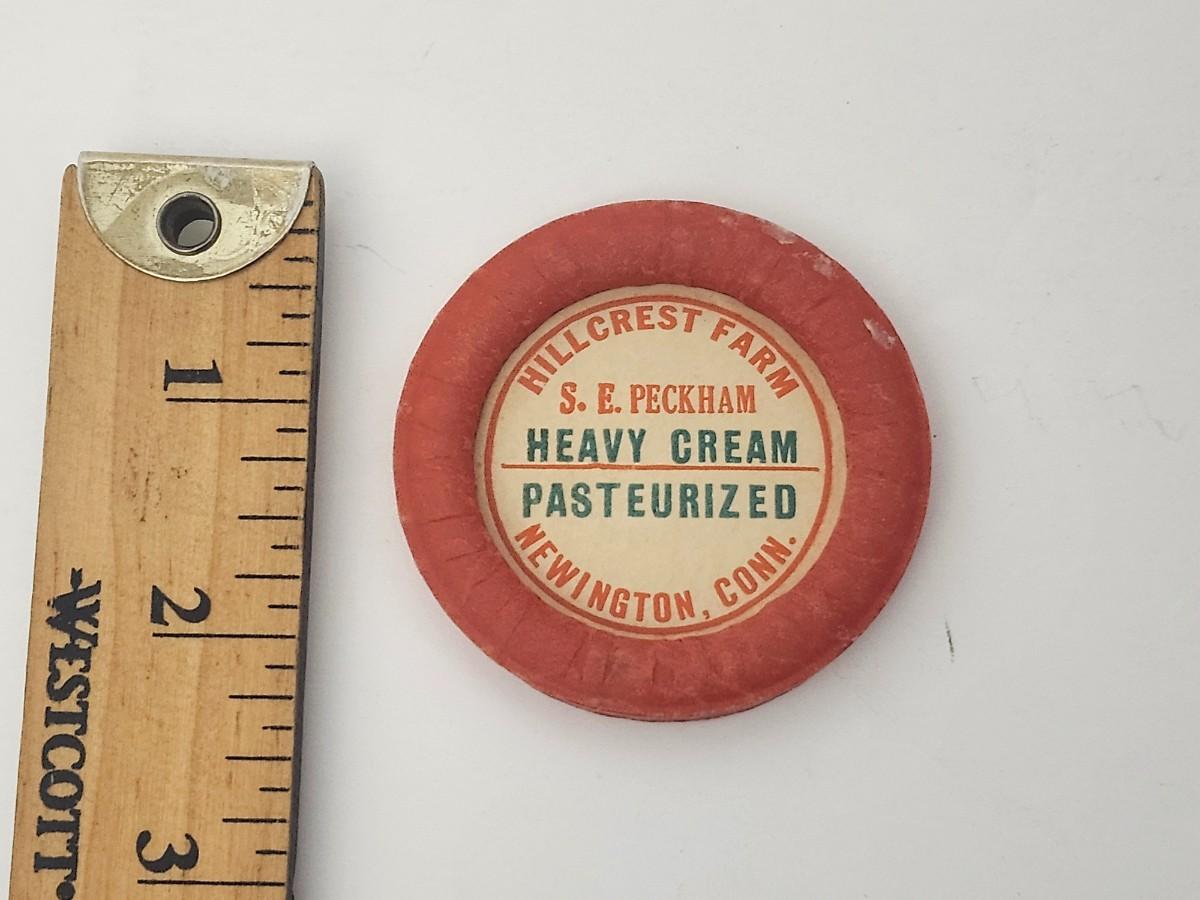 HILLCREST FARM
S. E. PECKHAM
HEAVY CREAM
PASTEURIZED
NEWINGTON, CONN.
1
2
3
WESTCOTT